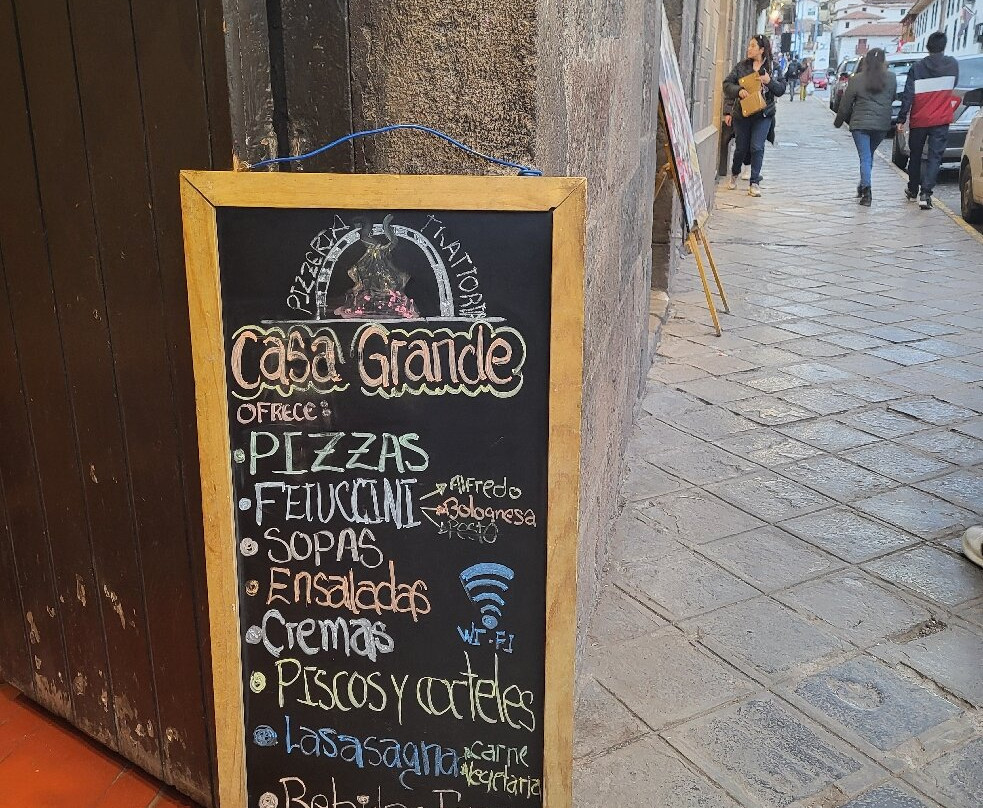 PIZZERIA TRATTORIA
Casa Grande
OFRECE:
PIZZAS
FETUCCINI Alfredo
Bolognesa
Pesto
SOPAS
Ensalladas
Cremas
WI-FI
PISCOS y cocteles
Lasasagna Carne
Vegetaria